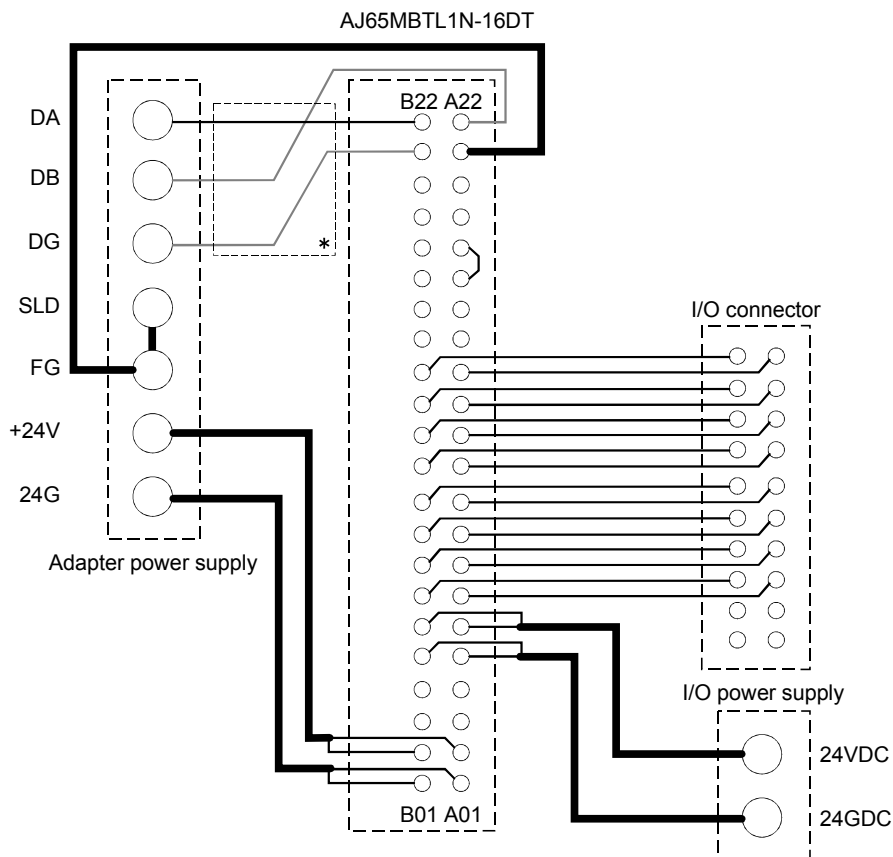 AJ65MBTL1N-16DT
B22 A22
DA
DB
DG
*
SLD
FG
+24V
24G
Adapter power supply
I/O connector
I/O power supply
24VDC
24GDC
B01 A01